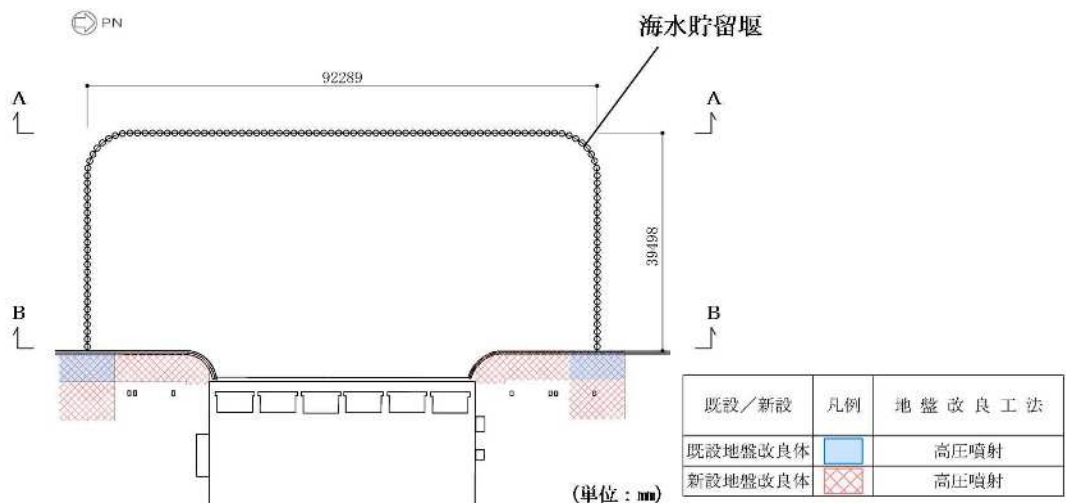 PN
海水貯留堰
92289
A A
39498
B B
既設／新設 凡例 地盤改良工法
既設地盤改良体 高圧噴射
新設地盤改良体 高圧噴射
(単位：㎜)